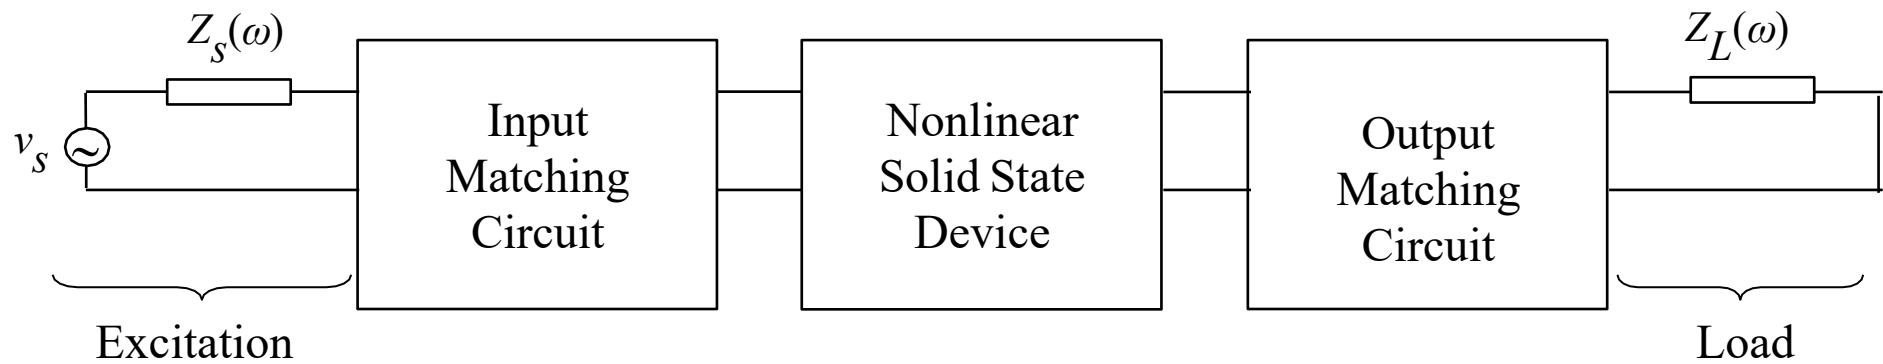 Z_s(ω)
Z_L(ω)
v_s
Input
Matching
Circuit
Nonlinear
Solid State
Device
Output
Matching
Circuit
Excitation
Load